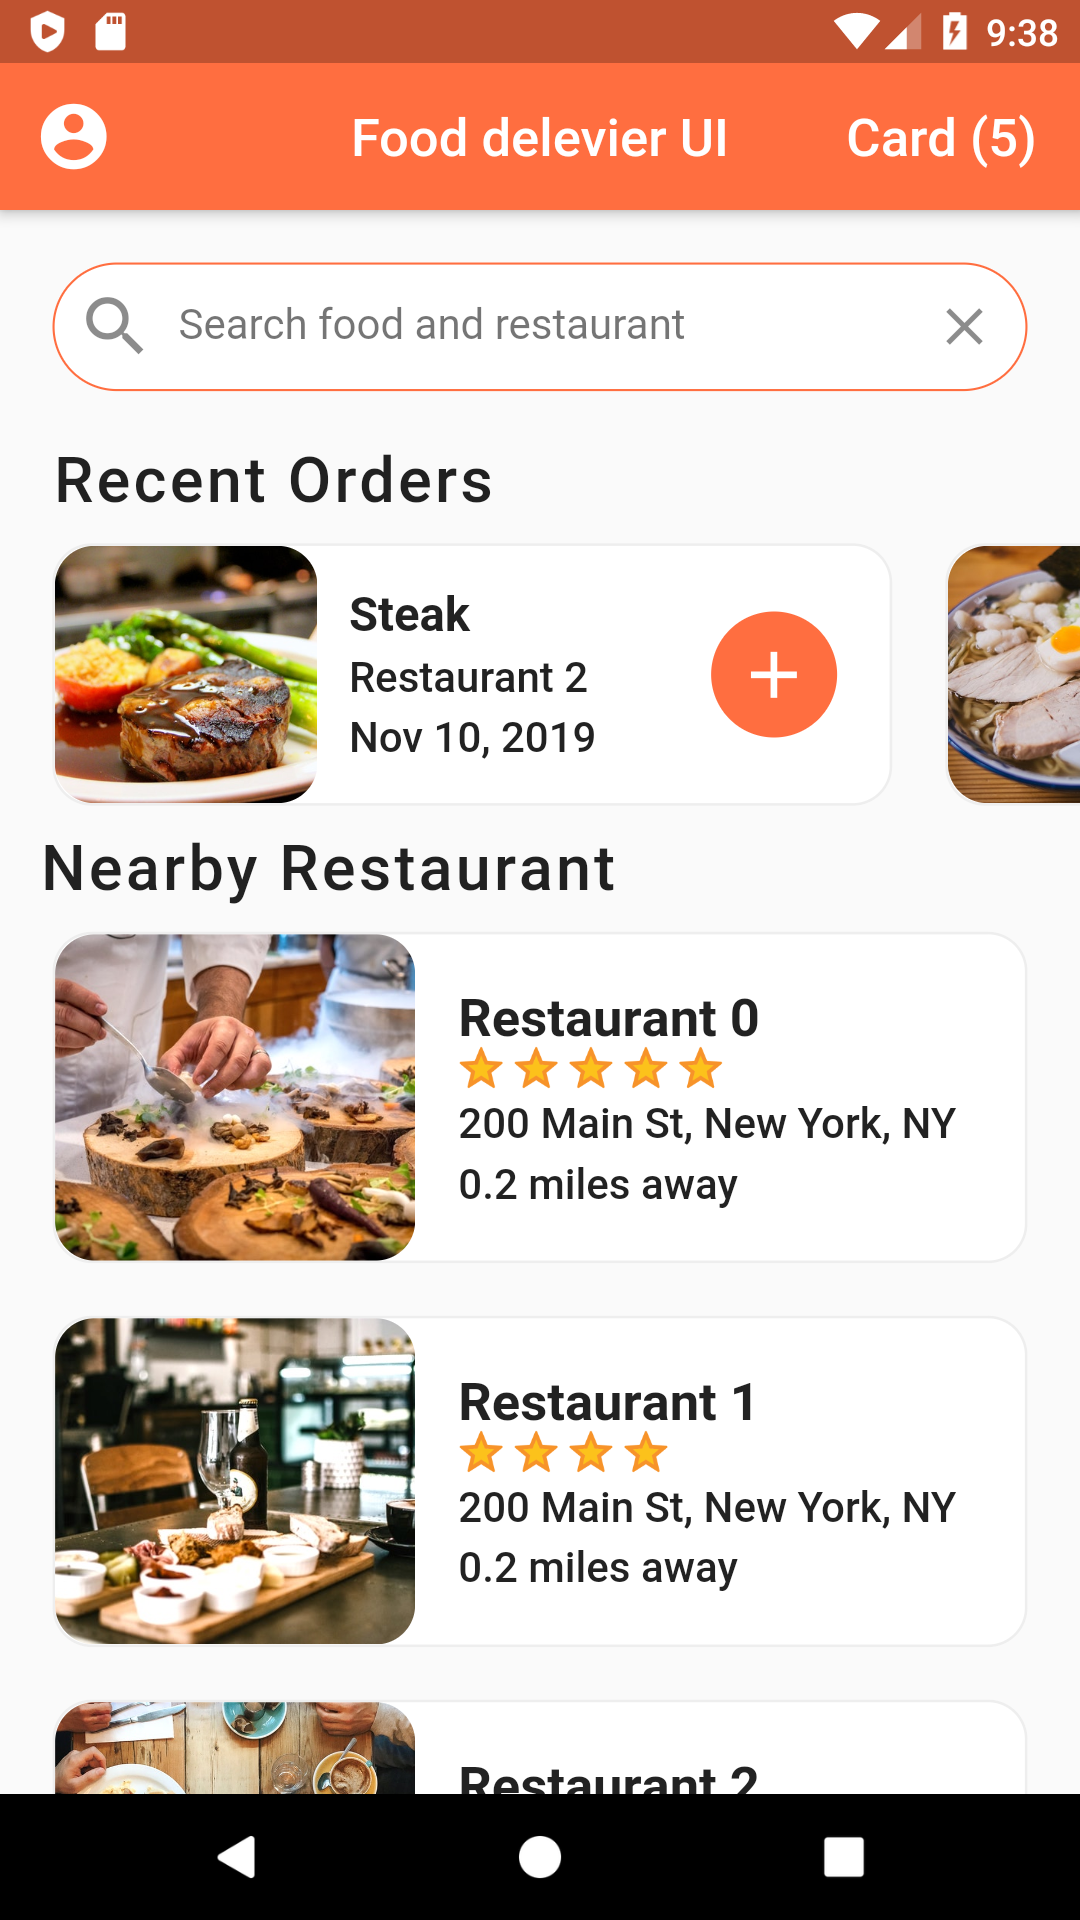 9:38
Food delevier UI
Card (5)
Search food and restaurant
Recent Orders
Steak
Restaurant 2
Nov 10, 2019
Nearby Restaurant
Restaurant 0
200 Main St, New York, NY
0.2 miles away
Restaurant 1
200 Main St, New York, NY
0.2 miles away
Restaurant 2